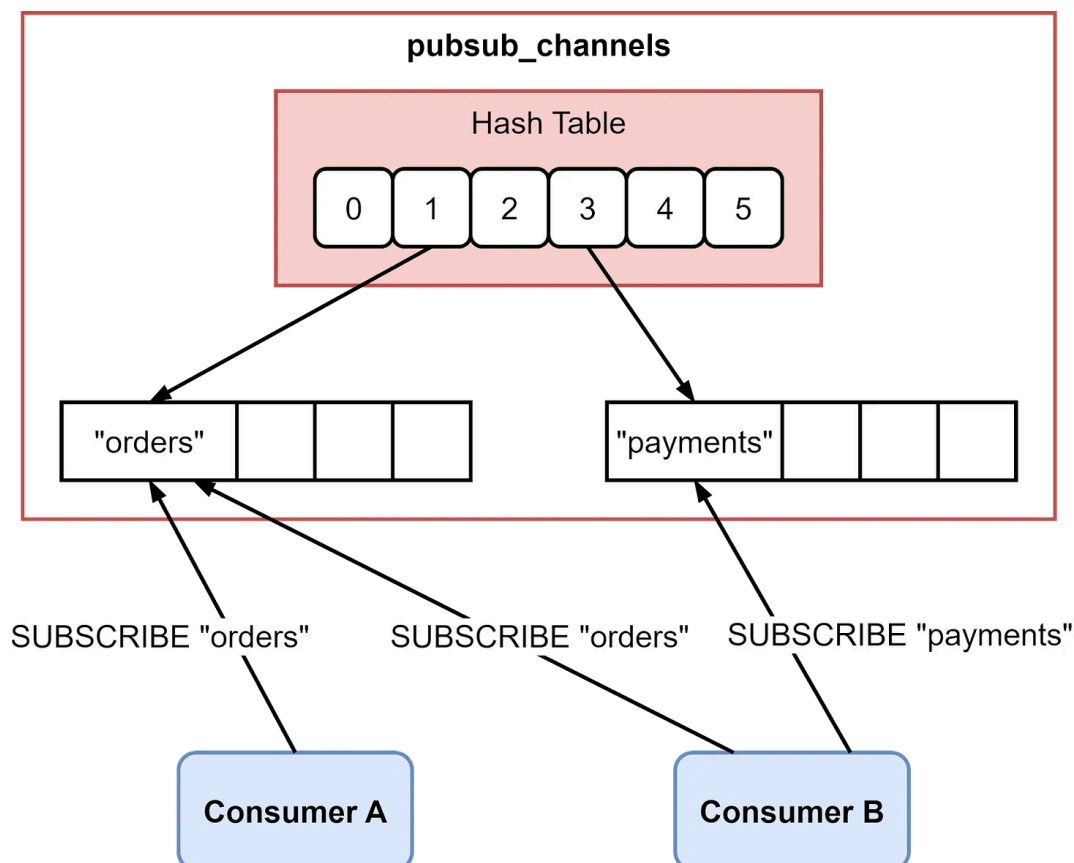 pubsub_channels
Hash Table
0 1 2 3 4 5
"orders" "payments"
SUBSCRIBE "orders" SUBSCRIBE "orders" SUBSCRIBE "payments"
Consumer A Consumer B